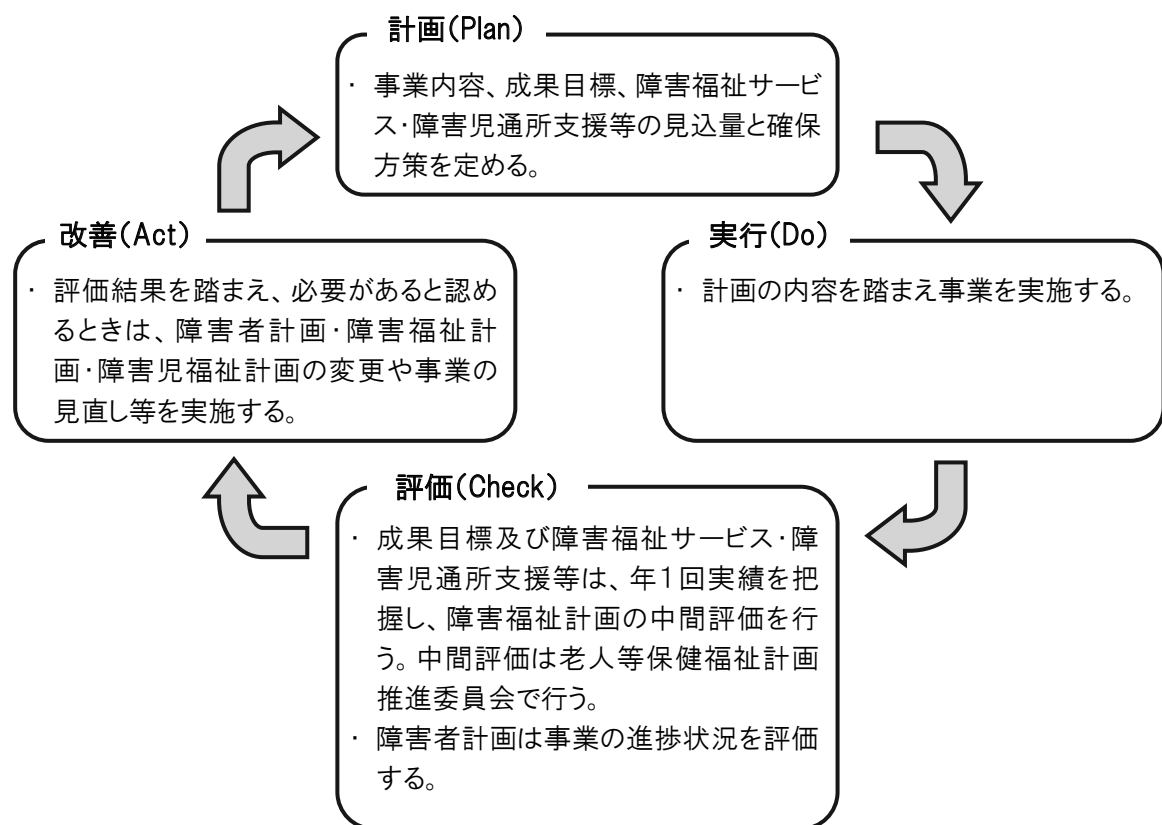 計画(Plan)
・ 事業内容、成果目標、障害福祉サービ
ス・障害児通所支援等の見込量と確保
方策を定める。
改善(Act)
・ 評価結果を踏まえ、必要があると認め
るときは、障害者計画・障害福祉計
画・障害児福祉計画の変更や事業の
見直し等を実施する。
実行(Do)
・ 計画の内容を踏まえ事業を実施する。
評価(Check)
・ 成果目標及び障害福祉サービス・障
害児通所支援等は、年1回実績を把
握し、障害福祉計画の中間評価を行
う。中間評価は老人等保健福祉計画
推進委員会で行う。
・ 障害者計画は事業の進捗状況を評価
する。